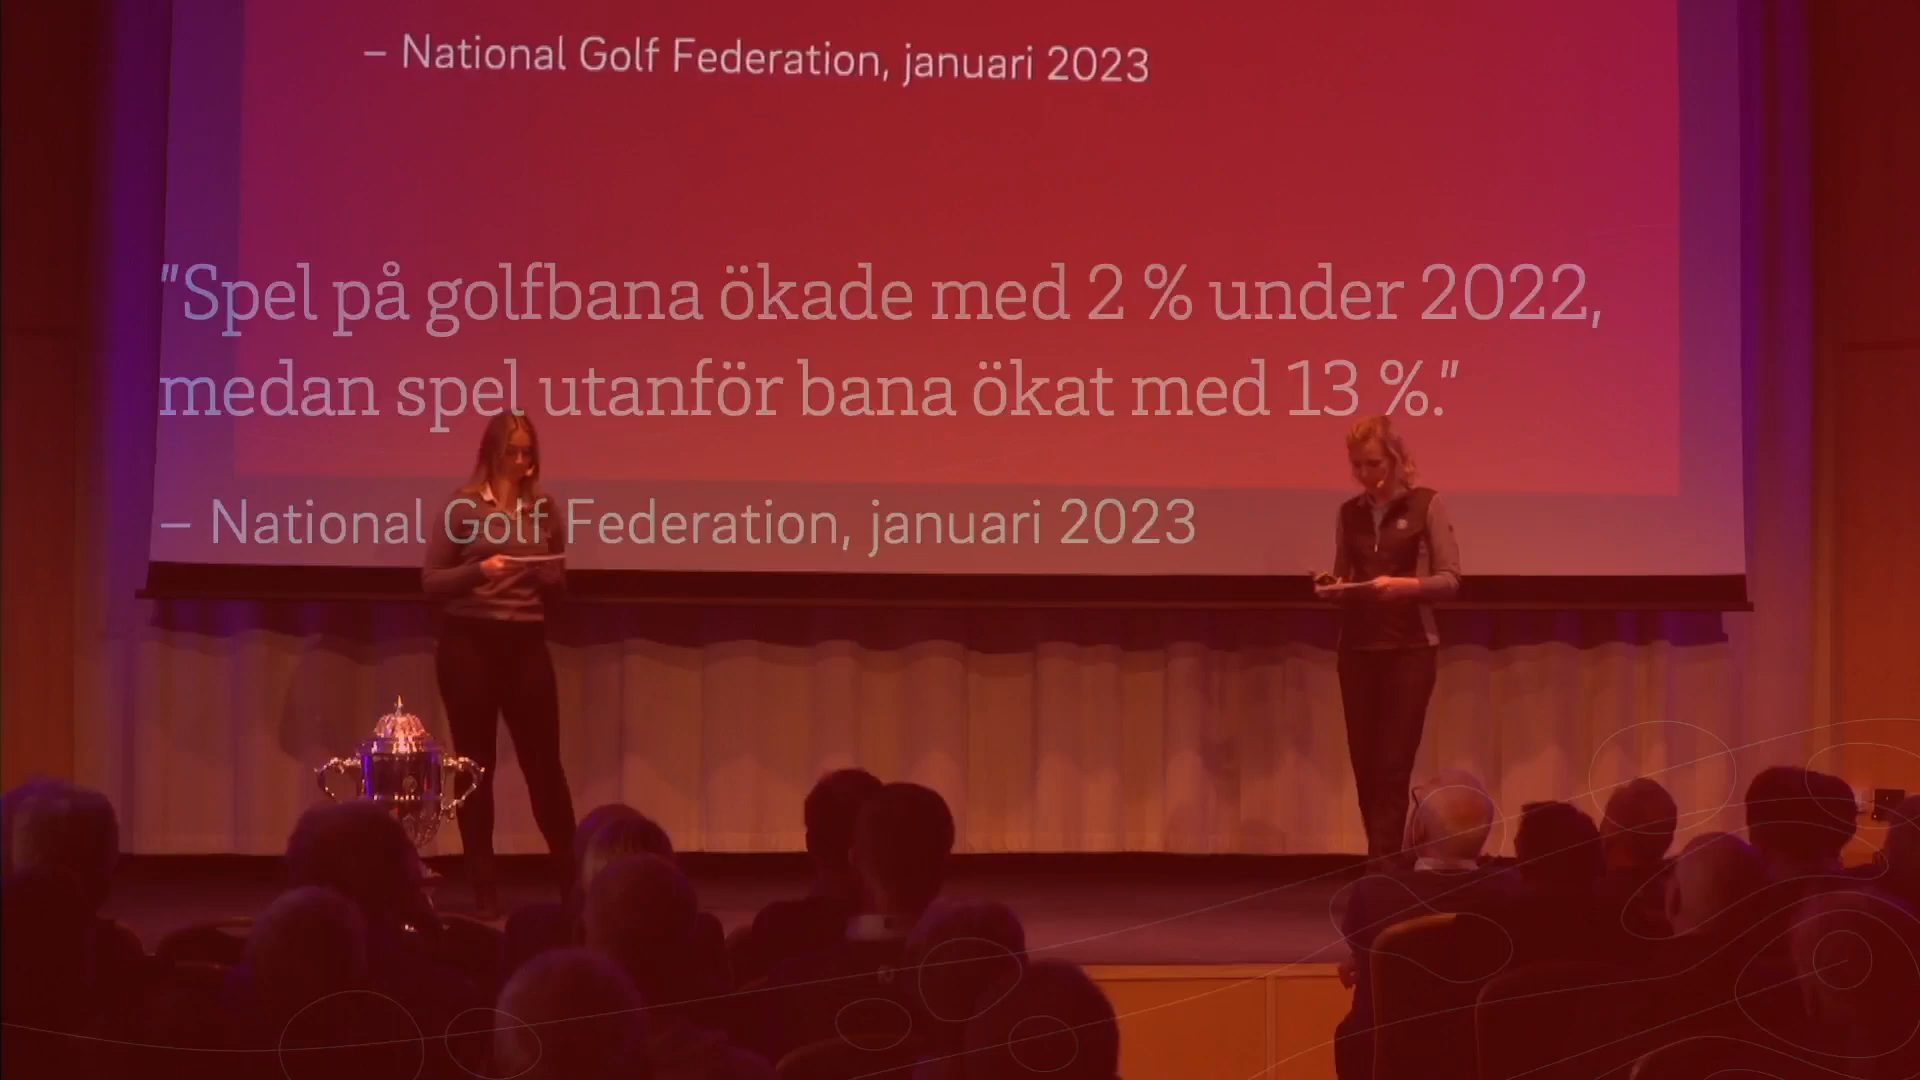 – National Golf Federation, januari 2023
"Spel på golfbana ökade med 2 % under 2022,
medan spel utanför bana ökat med 13 %."
– National Golf Federation, januari 2023